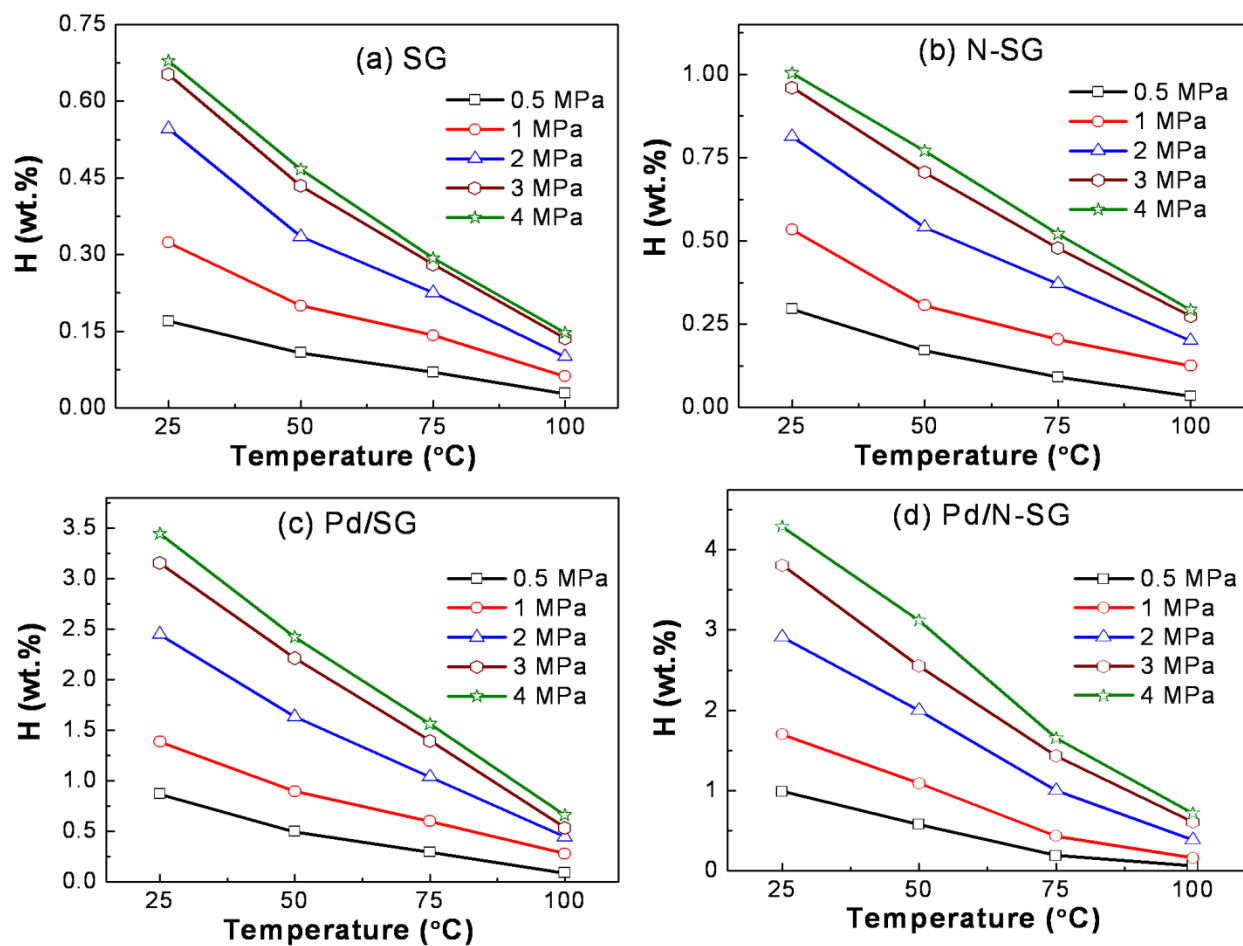 (a) SG
H (wt.%)
0.75
0.60
0.45
0.30
0.15
0.00
0.5 MPa
1 MPa
2 MPa
3 MPa
4 MPa
25 50 75 100
Temperature (°C)
(b) N-SG
H (wt.%)
1.00
0.75
0.50
0.25
0.00
0.5 MPa
1 MPa
2 MPa
3 MPa
4 MPa
25 50 75 100
Temperature (°C)
(c) Pd/SG
H (wt.%)
3.5
3.0
2.5
2.0
1.5
1.0
0.5
0.0
0.5 MPa
1 MPa
2 MPa
3 MPa
4 MPa
25 50 75 100
Temperature (°C)
(d) Pd/N-SG
H (wt.%)
4
3
2
1
0
0.5 MPa
1 MPa
2 MPa
3 MPa
4 MPa
25 50 75 100
Temperature (°C)